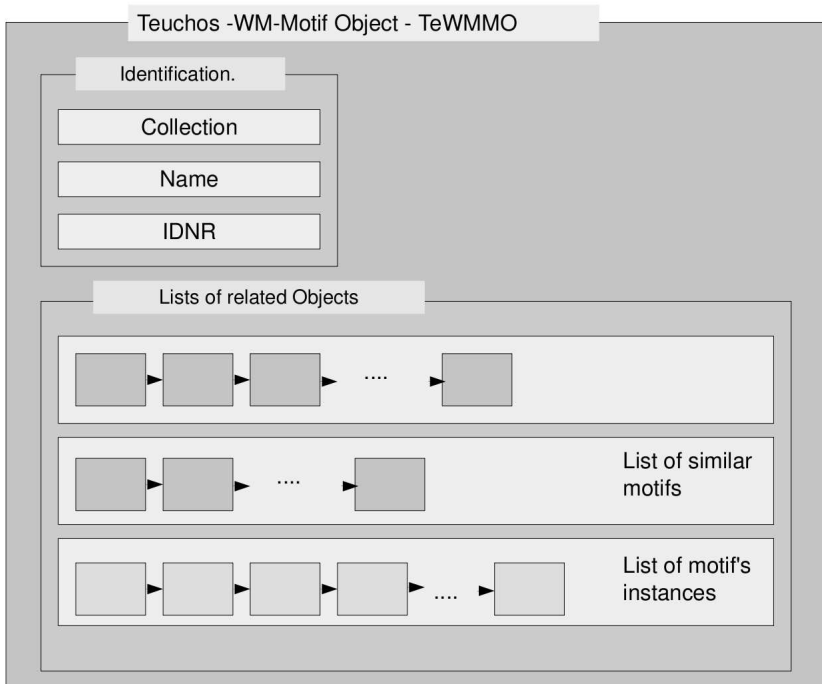 Teuchos -WM-Motif Object - TeWMMO
Identification.
Collection
Name
IDNR
Lists of related Objects
....
....
List of similar
motifs
....
List of motif's
instances